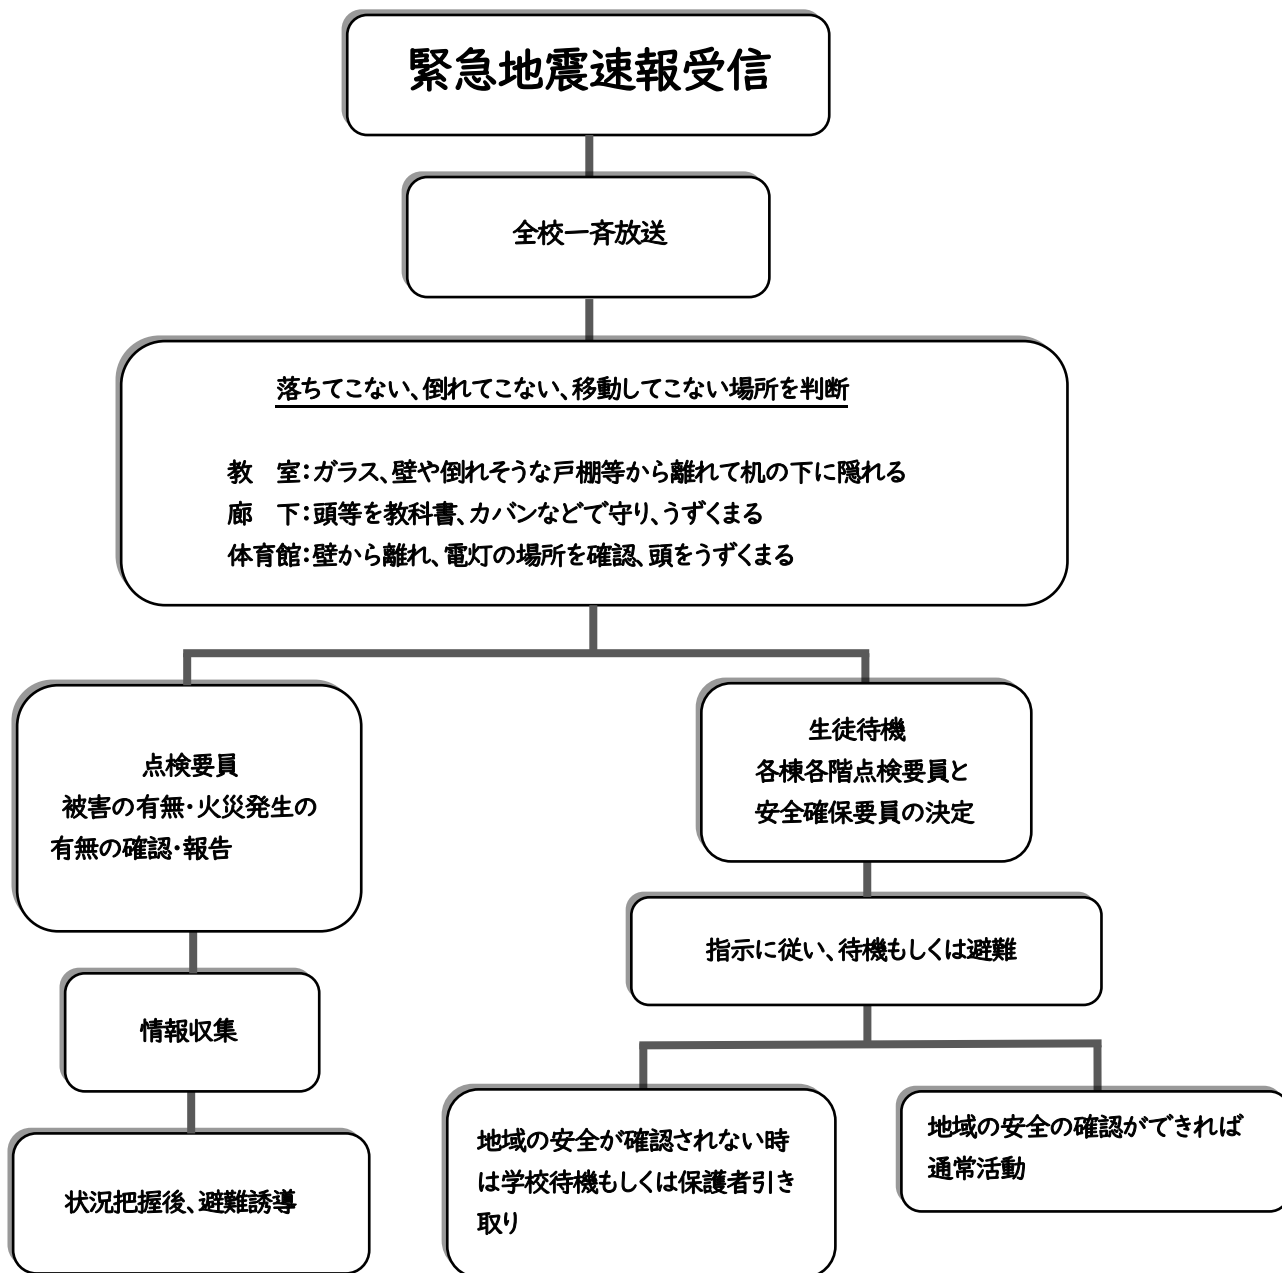 緊急地震速報受信
全校一斉放送
落ちてこない、倒れてこない、移動してこない場所を判断
教　室：ガラス、壁や倒れそうな戸棚等から離れて机の下に隠れる
廊　下：頭等を教科書、カバンなどで守り、うずくまる
体育館：壁から離れ、電灯の場所を確認、頭をうずくまる
点検要員
被害の有無・火災発生の
有無の確認・報告
情報収集
状況把握後、避難誘導
生徒待機
各棟各階点検要員と
安全確保要員の決定
指示に従い、待機もしくは避難
地域の安全が確認されない時
は学校待機もしくは保護者引き
取り
地域の安全の確認ができれば
通常活動